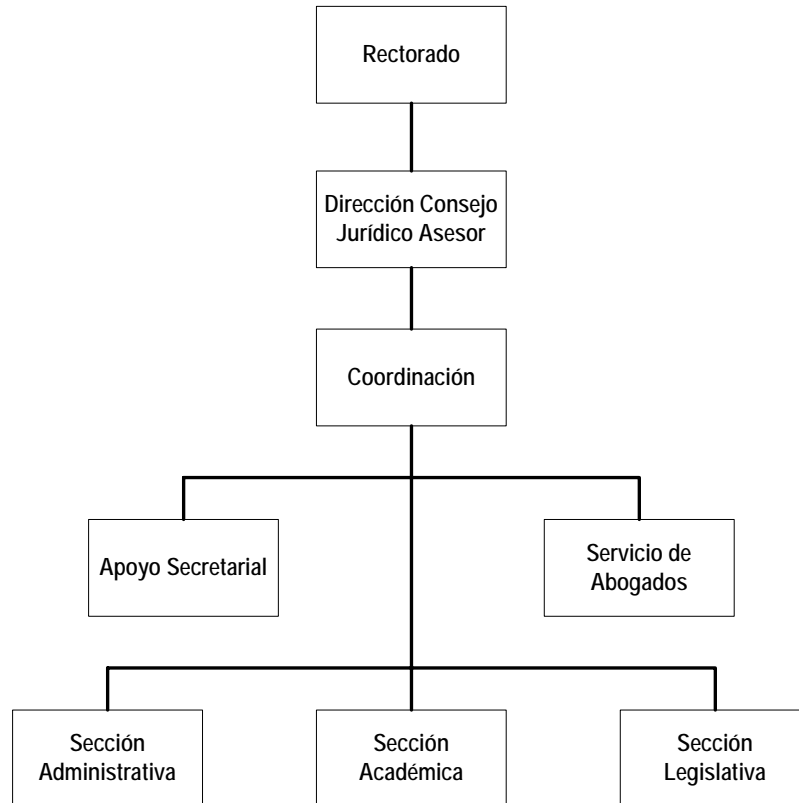 Rectorado
Dirección Consejo
Jurídico Asesor
Coordinación
Apoyo Secretarial
Servicio de
Abogados
Sección
Administrativa
Sección
Académica
Sección
Legislativa